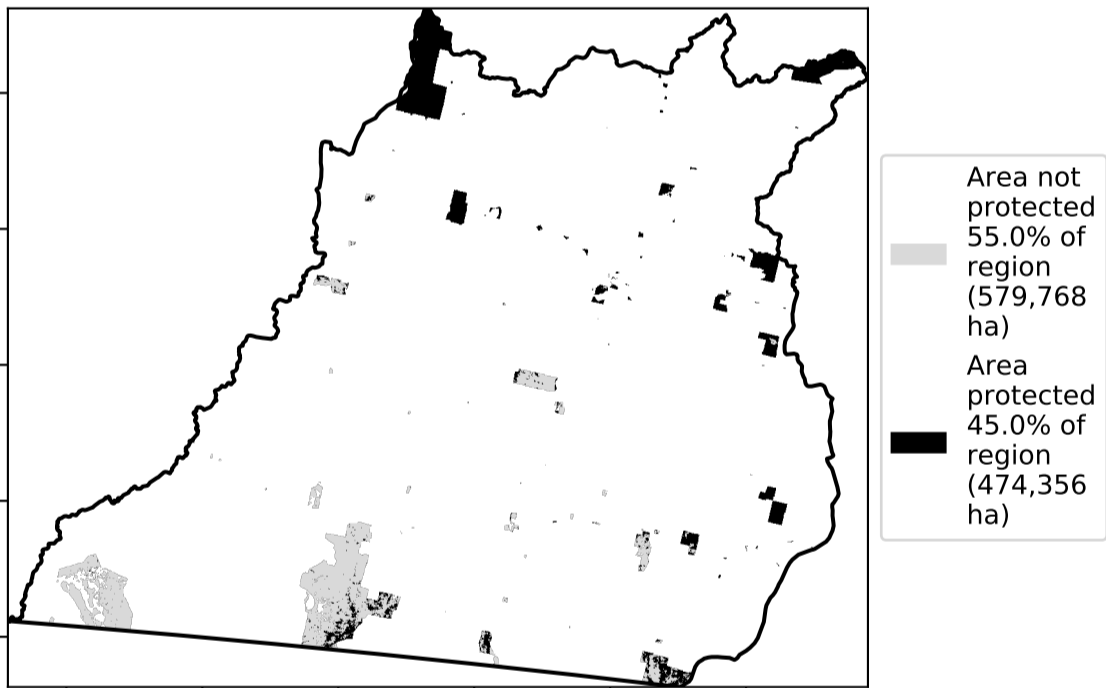 Area not
protected
55.0% of
region
(579,768
ha)
Area
protected
45.0% of
region
(474,356
ha)